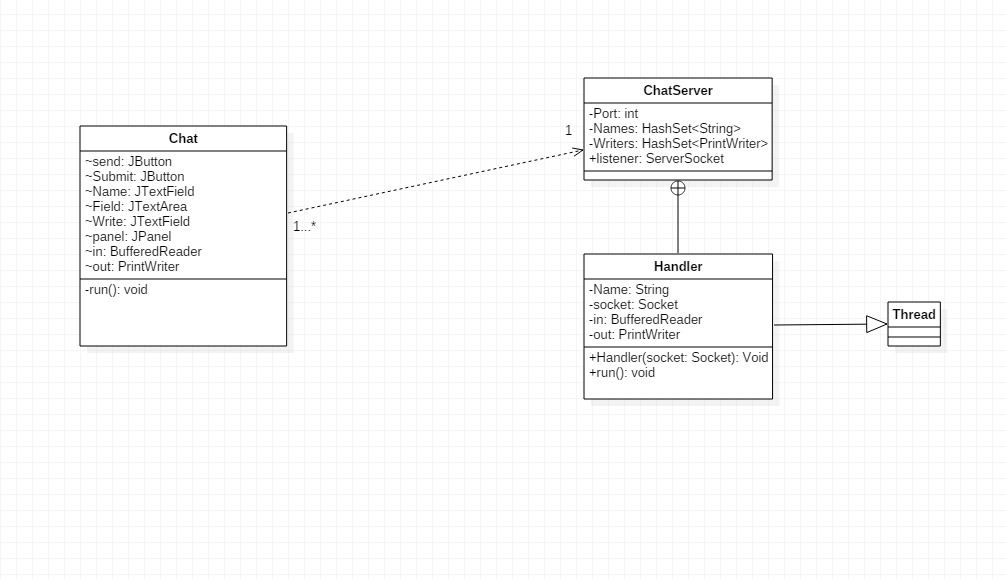 Chat
~send: JButton
~Submit: JButton
~Name: JTextField
~Field: JTextArea
~Write: JTextField
~panel: JPanel
~in: BufferedReader
~out: PrintWriter
-run(): void
1...*
1
ChatServer
-Port: int
-Names: HashSet<String>
-Writers: HashSet<PrintWriter>
+listener: ServerSocket
Handler
-Name: String
-socket: Socket
-in: BufferedReader
-out: PrintWriter
+Handler(socket: Socket): Void
+run(): void
Thread